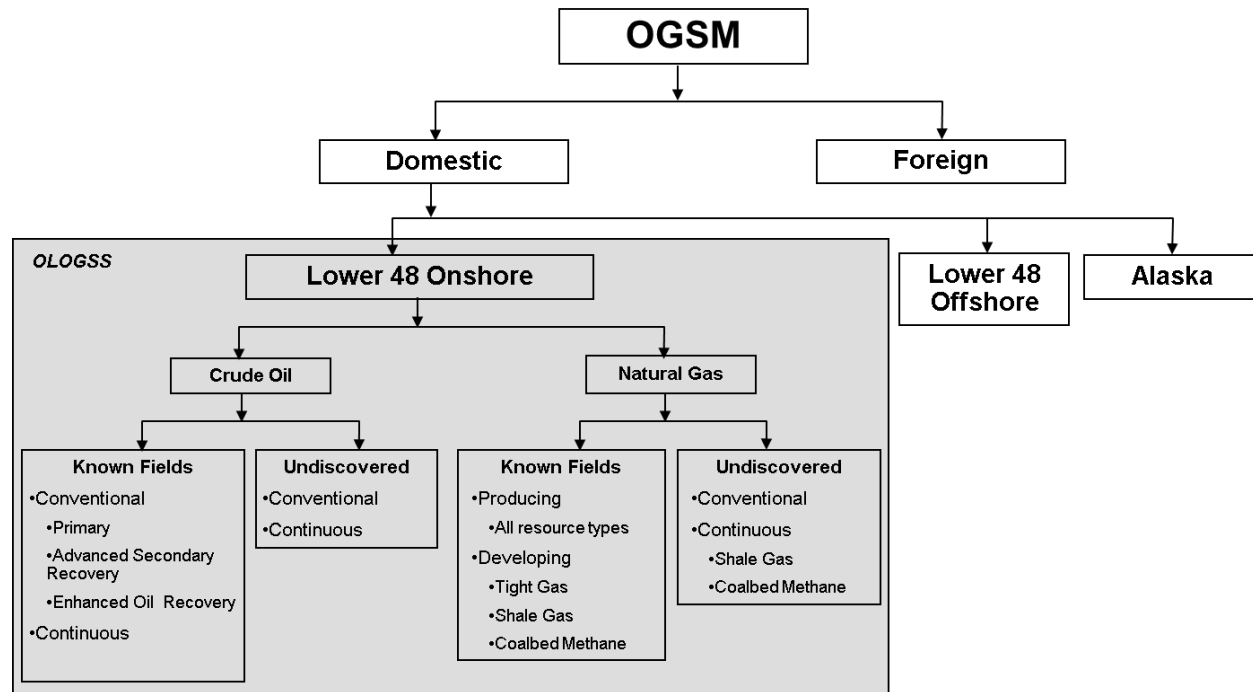 OGSM
Domestic
Foreign
OLOGSS
Lower 48 Onshore
Lower 48
Offshore
Alaska
Crude Oil
Natural Gas
Known Fields
•Conventional
•Primary
•Advanced Secondary
Recovery
•Enhanced Oil Recovery
•Continuous
Undiscovered
•Conventional
•Continuous
Known Fields
•Producing
•All resource types
•Developing
•Tight Gas
•Shale Gas
•Coalbed Methane
Undiscovered
•Conventional
•Continuous
•Shale Gas
•Coalbed Methane